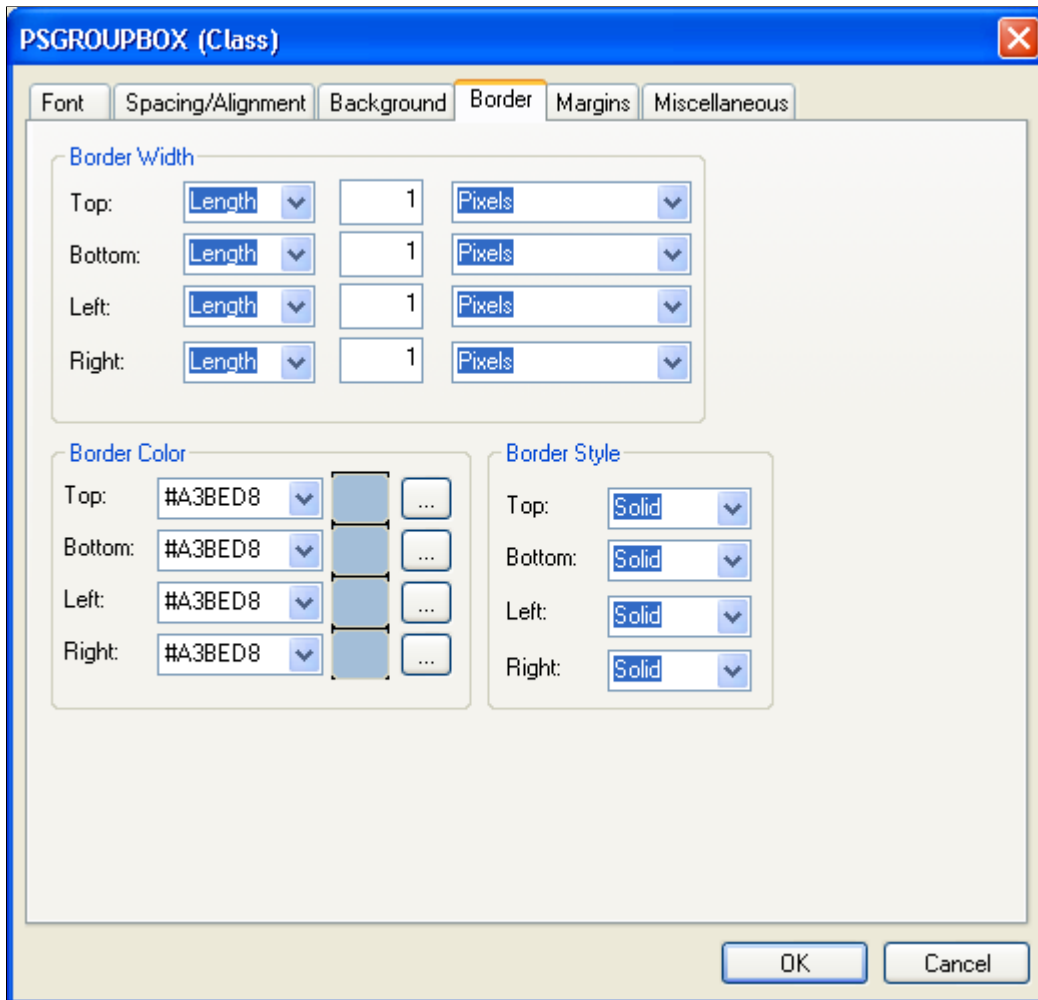 PSGROUPBOX (Class)
Font Spacing/Alignment Background Border Margins Miscellaneous
Border Width
Top: Length 1 Pixels
Bottom: Length 1 Pixels
Left: Length 1 Pixels
Right: Length 1 Pixels
Border Color
Top: #A3BED8 ...
Bottom: #A3BED8 ...
Left: #A3BED8 ...
Right: #A3BED8 ...
Border Style
Top: Solid
Bottom: Solid
Left: Solid
Right: Solid
OK Cancel